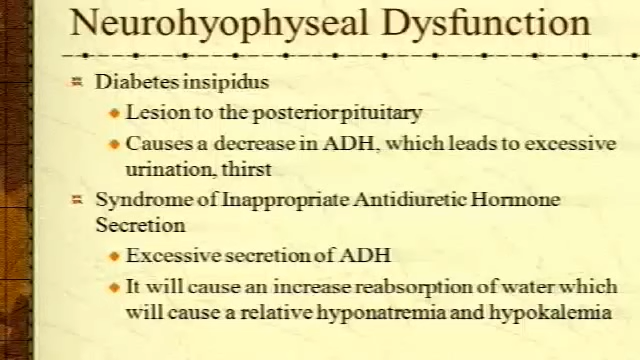 Neurohyophyseal Dysfunction
Diabetes insipidus
Lesion to the posterior pituitary
Causes a decrease in ADH, which leads to excessive
urination, thirst
Syndrome of Inappropriate Antidiuretic Hormone
Secretion
Excessive secretion of ADH
It will cause an increase reabsorption of water which
will cause a relative hyponatremia and hypokalemia